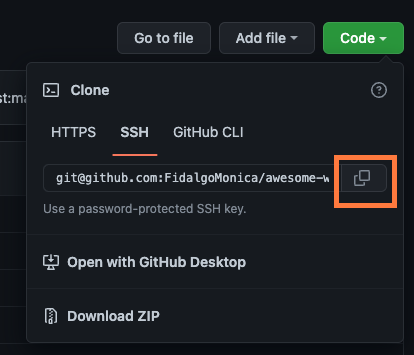 Go to file Add file Code
st:ma
Clone
HTTPS SSH GitHub CLI
git@github.com:FidalgoMonica/awesome-w
Use a password-protected SSH key.
Open with GitHub Desktop
Download ZIP